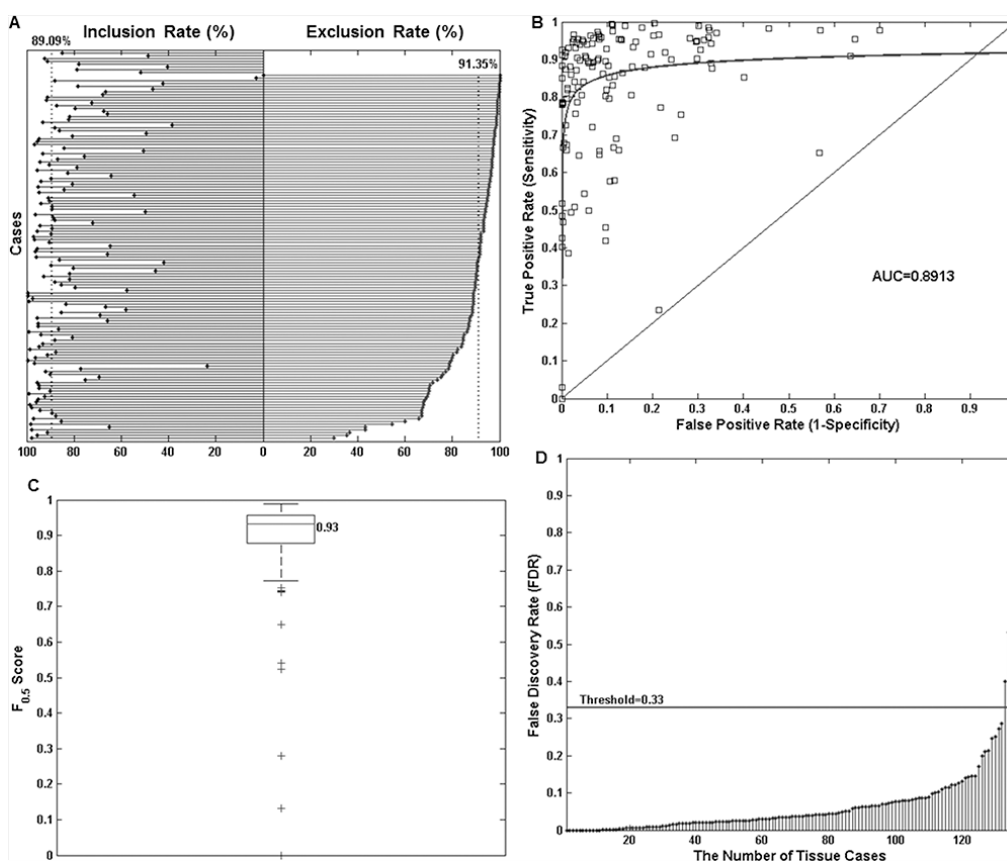 A
Inclusion Rate (%)
Exclusion Rate (%)
89.09%
91.35%
Cases
100 80 60 40 20 0 20 40 60 80 100
B
True Positive Rate (Sensitivity)
1
0.9
0.8
0.7
0.6
0.5
0.4
0.3
0.2
0.1
0
AUC=0.8913
0 0.1 0.2 0.3 0.4 0.5 0.6 0.7 0.8 0.9
False Positive Rate (1-Specificity)
C
F0.5 Score
1
0.9
0.8
0.7
0.6
0.5
0.4
0.3
0.2
0.1
0
0.93
D
False Discovery Rate (FDR)
1
0.9
0.8
0.7
0.6
0.5
0.4
0.3
0.2
0.1
0
Threshold=0.33
20 40 60 80 100 120
The Number of Tissue Cases